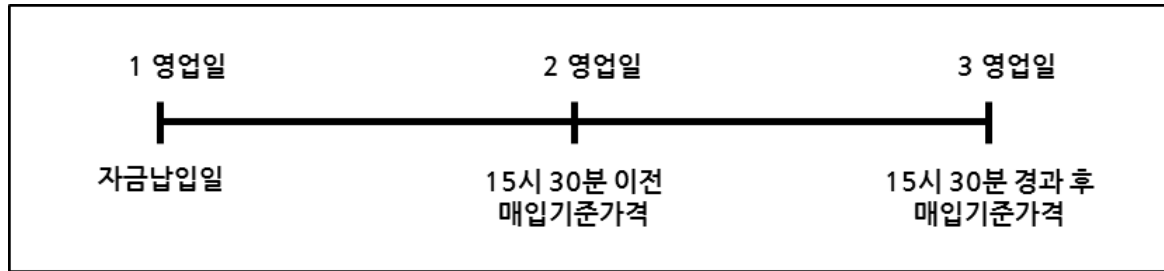 1 영업일
2 영업일
3 영업일
자금납입일
15시 30분 이전
매입기준가격
15시 30분 경과 후
매입기준가격